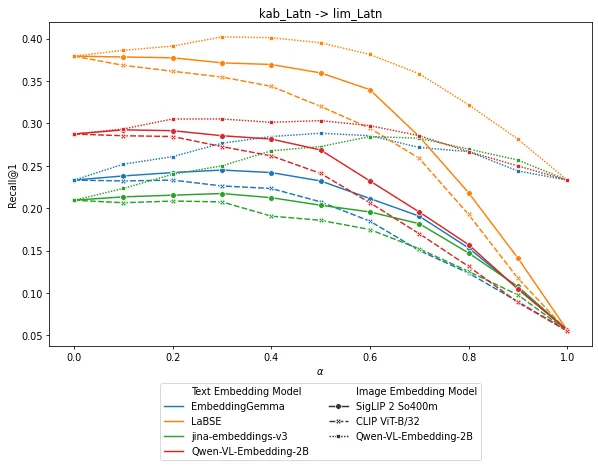 kab_Latn -> lim_Latn
Recall@1
0.40
0.35
0.30
0.25
0.20
0.15
0.10
0.05
0.0 0.2 0.4 0.6 0.8 1.0
α
Text Embedding Model
EmbeddingGemma
LaBSE
jina-embeddings-v3
Qwen-VL-Embedding-2B
Image Embedding Model
SigLIP 2 So400m
CLIP ViT-B/32
Qwen-VL-Embedding-2B